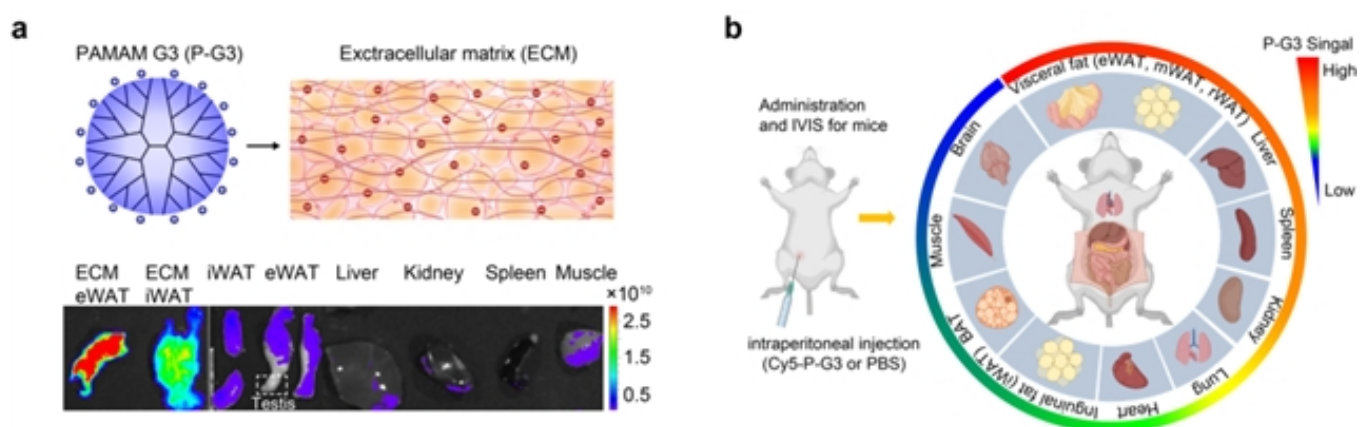 a
PAMAM G3 (P-G3)
Exctracellular matrix (ECM)
ECM
eWAT
ECM
iWAT
iWAT
eWAT
Liver
Kidney
Spleen
Muscle
×10¹⁰
2.5
1.5
0.5
Testis
b
Administration
and IVIS for mice
intraperitoneal injection
(Cy5-P-G3 or PBS)
Visceral fat (eWAT, mWAT, rWAT)
Liver
Spleen
Kidney
Lung
Heart
Inguinal fat (iWAT)
BAT
Muscle
Brain
P-G3 Singal
High
Low